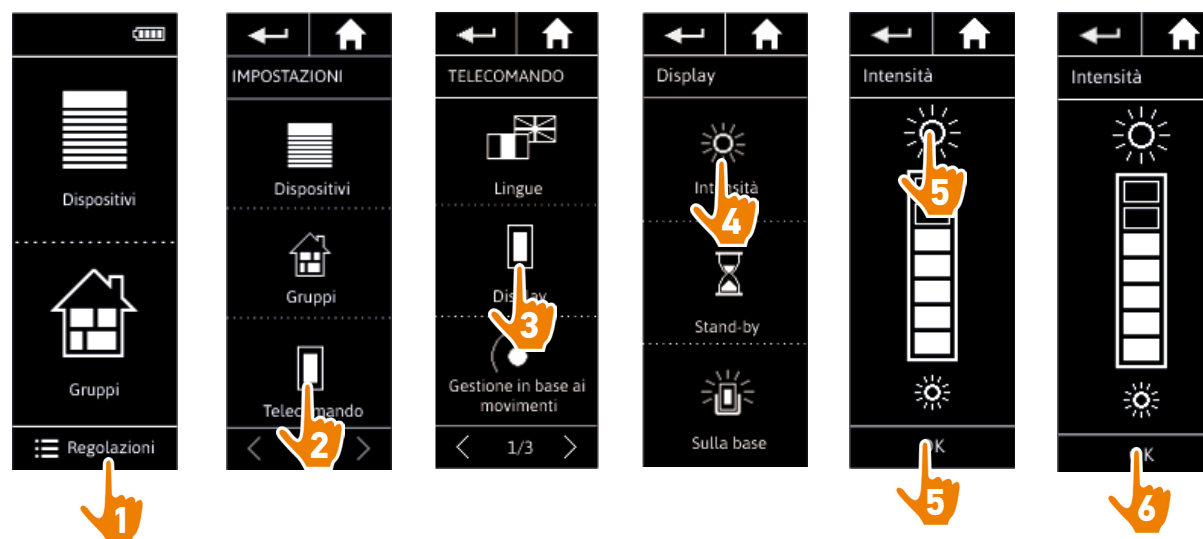 Dispositivi
Gruppi
Regolazioni
1
IMPOSTAZIONI
Dispositivi
Gruppi
Telecomando
2
TELECOMANDO
Lingue
Display
3
Gestione in base ai
movimenti
1/3
Display
Intensità
4
Stand-by
Sulla base
Intensità
5
OK
5
Intensità
OK
6